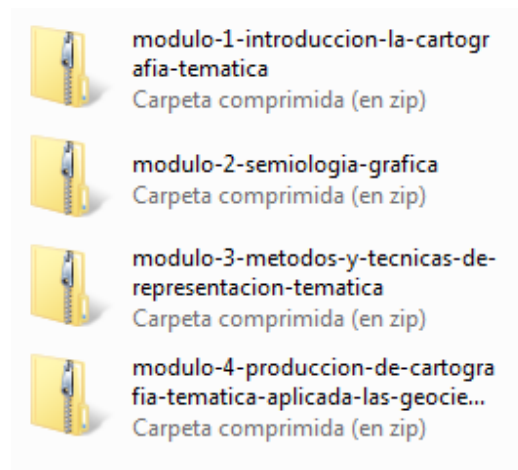 modulo-1-introduccion-la-cartogr
afia-tematica
Carpeta comprimida (en zip)
modulo-2-semiologia-grafica
Carpeta comprimida (en zip)
modulo-3-metodos-y-tecnicas-de-
representacion-tematica
Carpeta comprimida (en zip)
modulo-4-produccion-de-cartogra
fia-tematica-aplicada-las-geocie...
Carpeta comprimida (en zip)